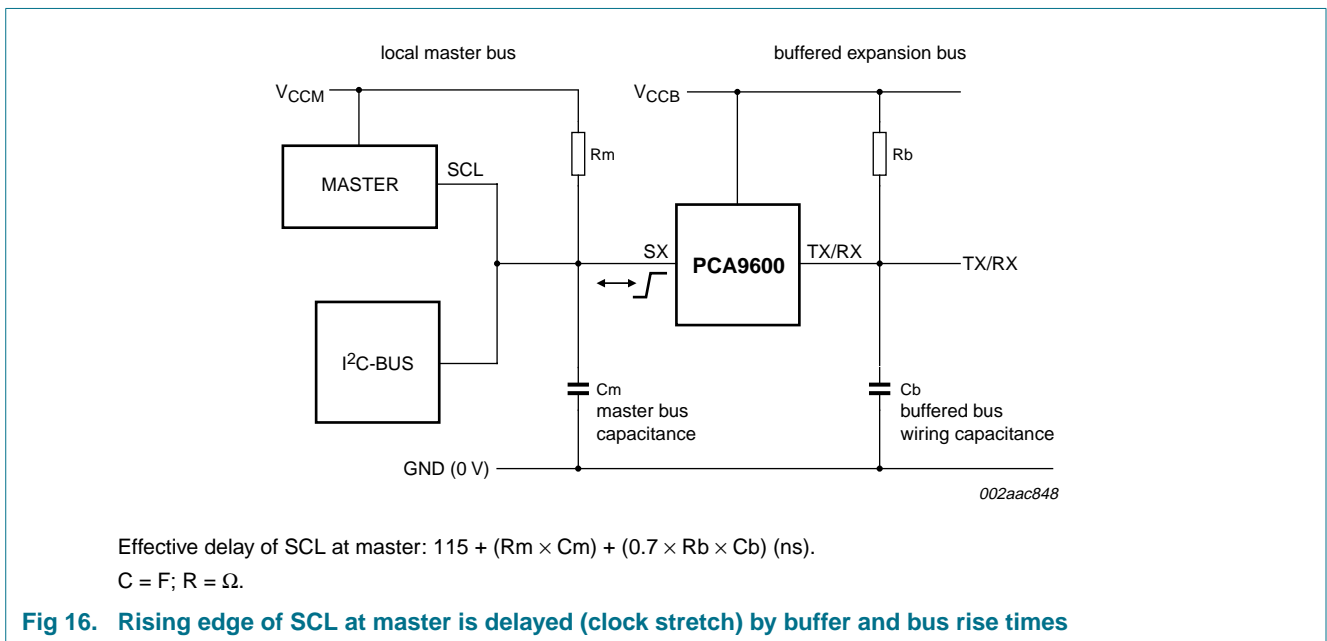 local master bus
buffered expansion bus
VCCM
VCCB
Rm
Rb
MASTER
SCL
SX
PCA9600
TX/RX
TX/RX
I2C-BUS
Cm
master bus
capacitance
Cb
buffered bus
wiring capacitance
GND (0 V)
002aac848
Effective delay of SCL at master: 115 + (Rm × Cm) + (0.7 × Rb × Cb) (ns).
C = F; R = Ω.
Fig 16. Rising edge of SCL at master is delayed (clock stretch) by buffer and bus rise times